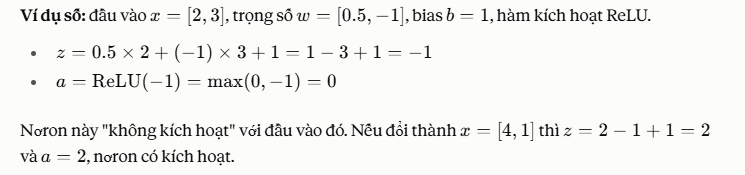 Ví dụ số: đầu vào x = [2, 3], trọng số w = [0.5, −1], bias b = 1, hàm kích hoạt ReLU.
• z = 0.5 × 2 + (−1) × 3 + 1 = 1 − 3 + 1 = −1
• a = ReLU(−1) = max(0, −1) = 0
Nơron này "không kích hoạt" với đầu vào đó. Nếu đổi thành x = [4, 1] thì z = 2 − 1 + 1 = 2
và a = 2, nơron có kích hoạt.